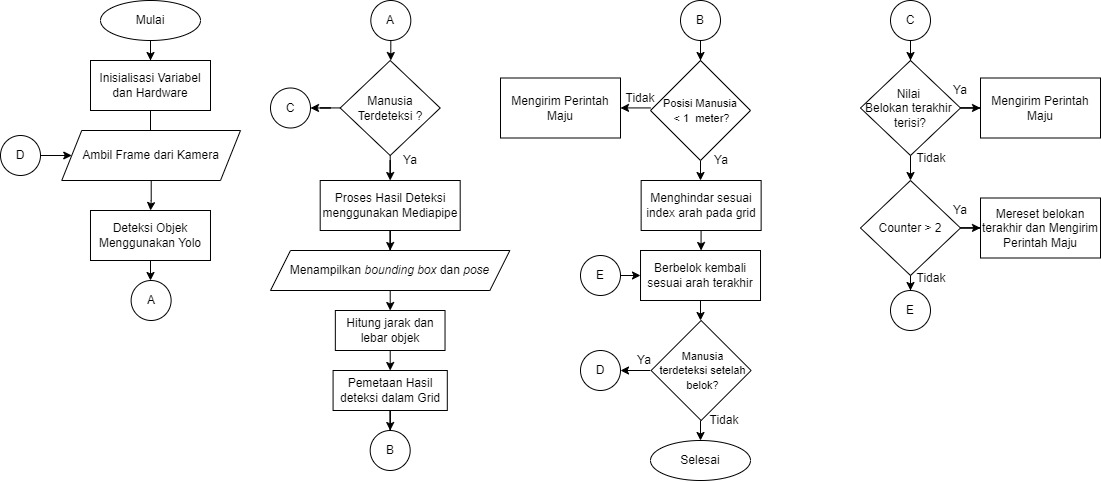 Mulai
Inisialisasi Variabel
dan Hardware
D
Ambil Frame dari Kamera
Deteksi Objek
Menggunakan Yolo
A
A
Manusia
Terdeteksi ?
C
Ya
Proses Hasil Deteksi
menggunakan Mediapipe
Menampilkan bounding box dan pose
Hitung jarak dan
lebar objek
Pemetaan Hasil
deteksi dalam Grid
B
B
Posisi Manusia
< 1 meter?
Tidak
Mengirim Perintah
Maju
Ya
Menghindar sesuai
index arah pada grid
E
Berbelok kembali
sesuai arah terakhir
Manusia
terdeteksi setelah
belok?
Ya
D
Tidak
Selesai
C
Nilai
Belokan terakhir
terisi?
Ya
Mengirim Perintah
Maju
Tidak
Counter > 2
Ya
Mereset belokan
terakhir dan Mengirim
Perintah Maju
Tidak
E